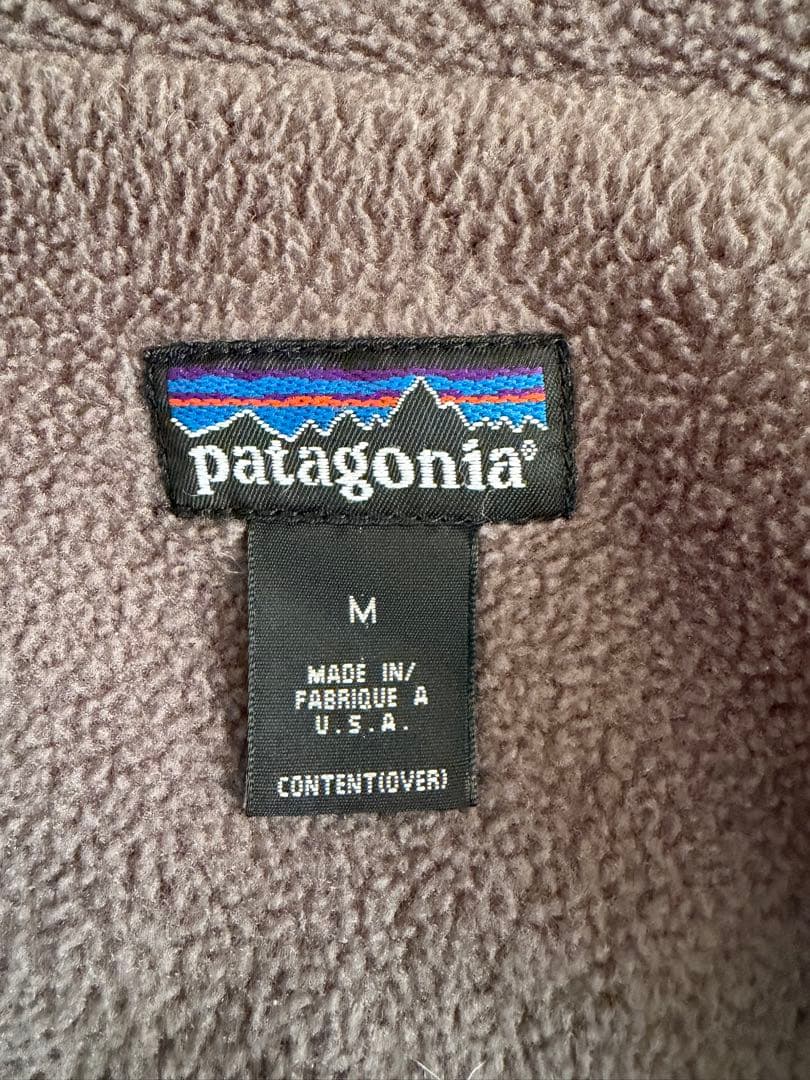 patagonia®
M
MADE IN/
FABRIQUE A
U.S.A.
CONTENT(OVER)